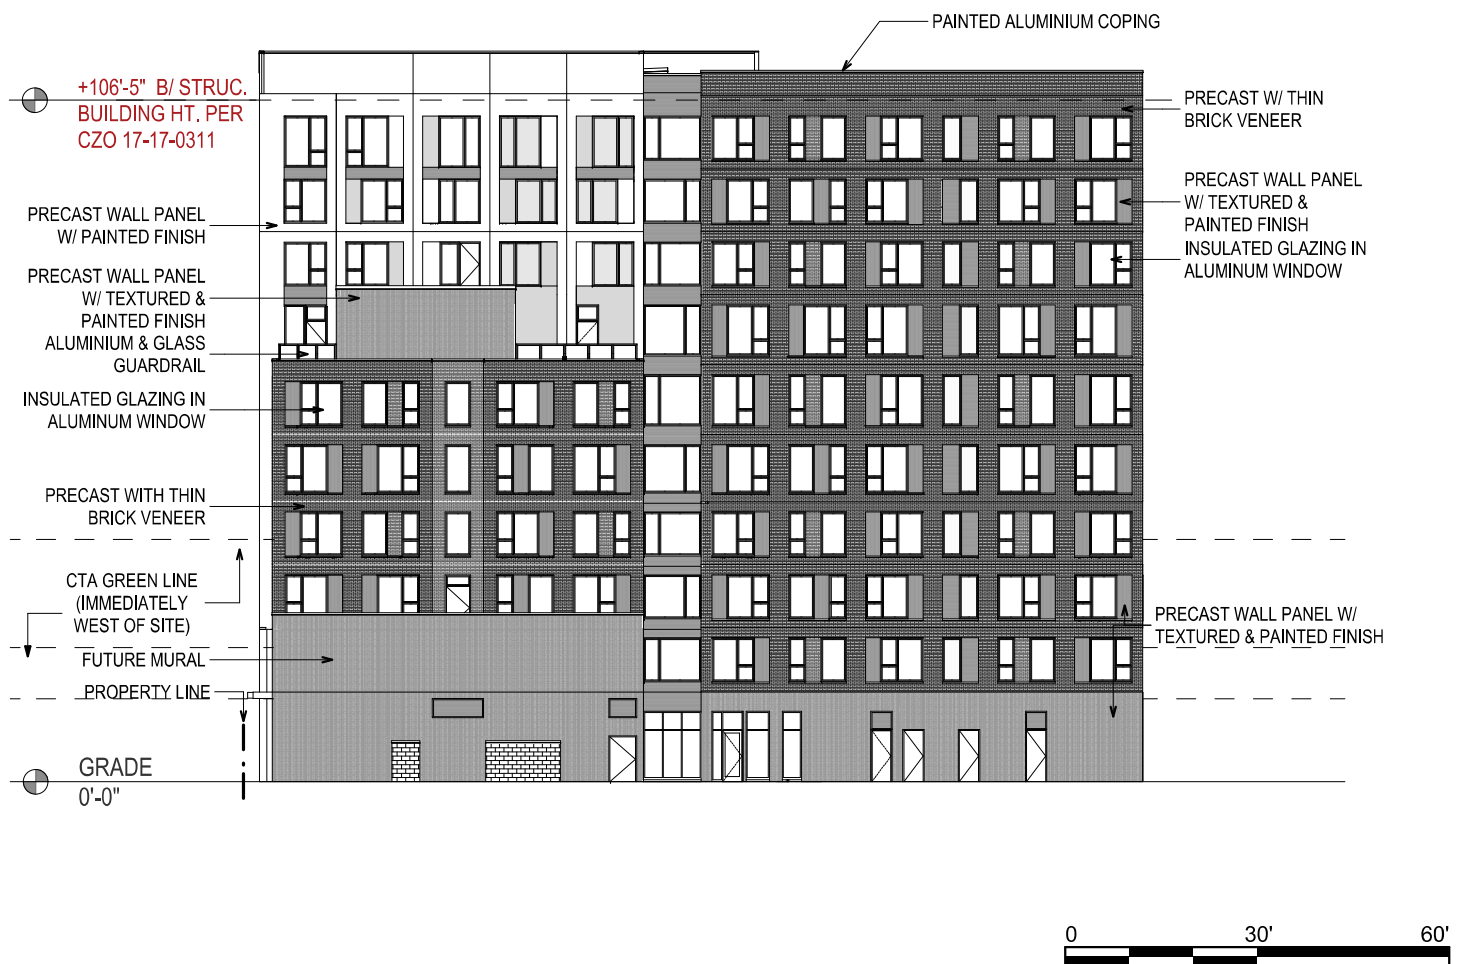 PAINTED ALUMINIUM COPING
+106'-5" B/ STRUC.
BUILDING HT. PER
CZO 17-17-0311
PRECAST W/ THIN
BRICK VENEER
PRECAST WALL PANEL
W/ TEXTURED &
PAINTED FINISH
INSULATED GLAZING IN
ALUMINUM WINDOW
PRECAST WALL PANEL
W/ PAINTED FINISH
PRECAST WALL PANEL
W/ TEXTURED &
PAINTED FINISH
ALUMINIUM & GLASS
GUARDRAIL
INSULATED GLAZING IN
ALUMINUM WINDOW
PRECAST WITH THIN
BRICK VENEER
CTA GREEN LINE
(IMMEDIATELY
WEST OF SITE)
FUTURE MURAL
PROPERTY LINE
PRECAST WALL PANEL W/
TEXTURED & PAINTED FINISH
GRADE
0'-0"
0 30' 60'